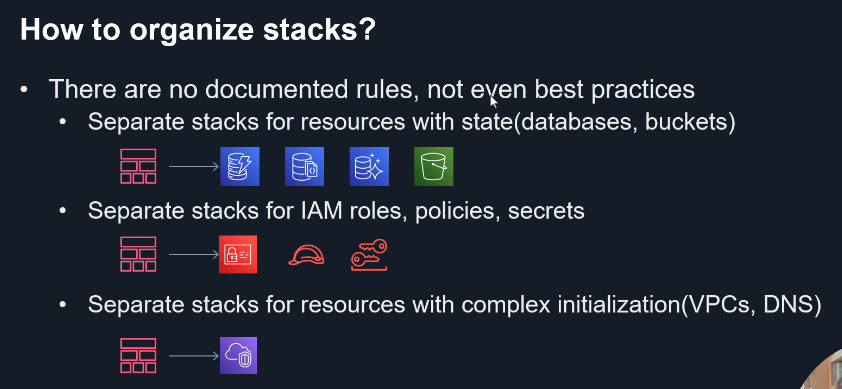 How to organize stacks?
• There are no documented rules, not even best practices
• Separate stacks for resources with state(databases, buckets)
• Separate stacks for IAM roles, policies, secrets
• Separate stacks for resources with complex initialization(VPCs, DNS)